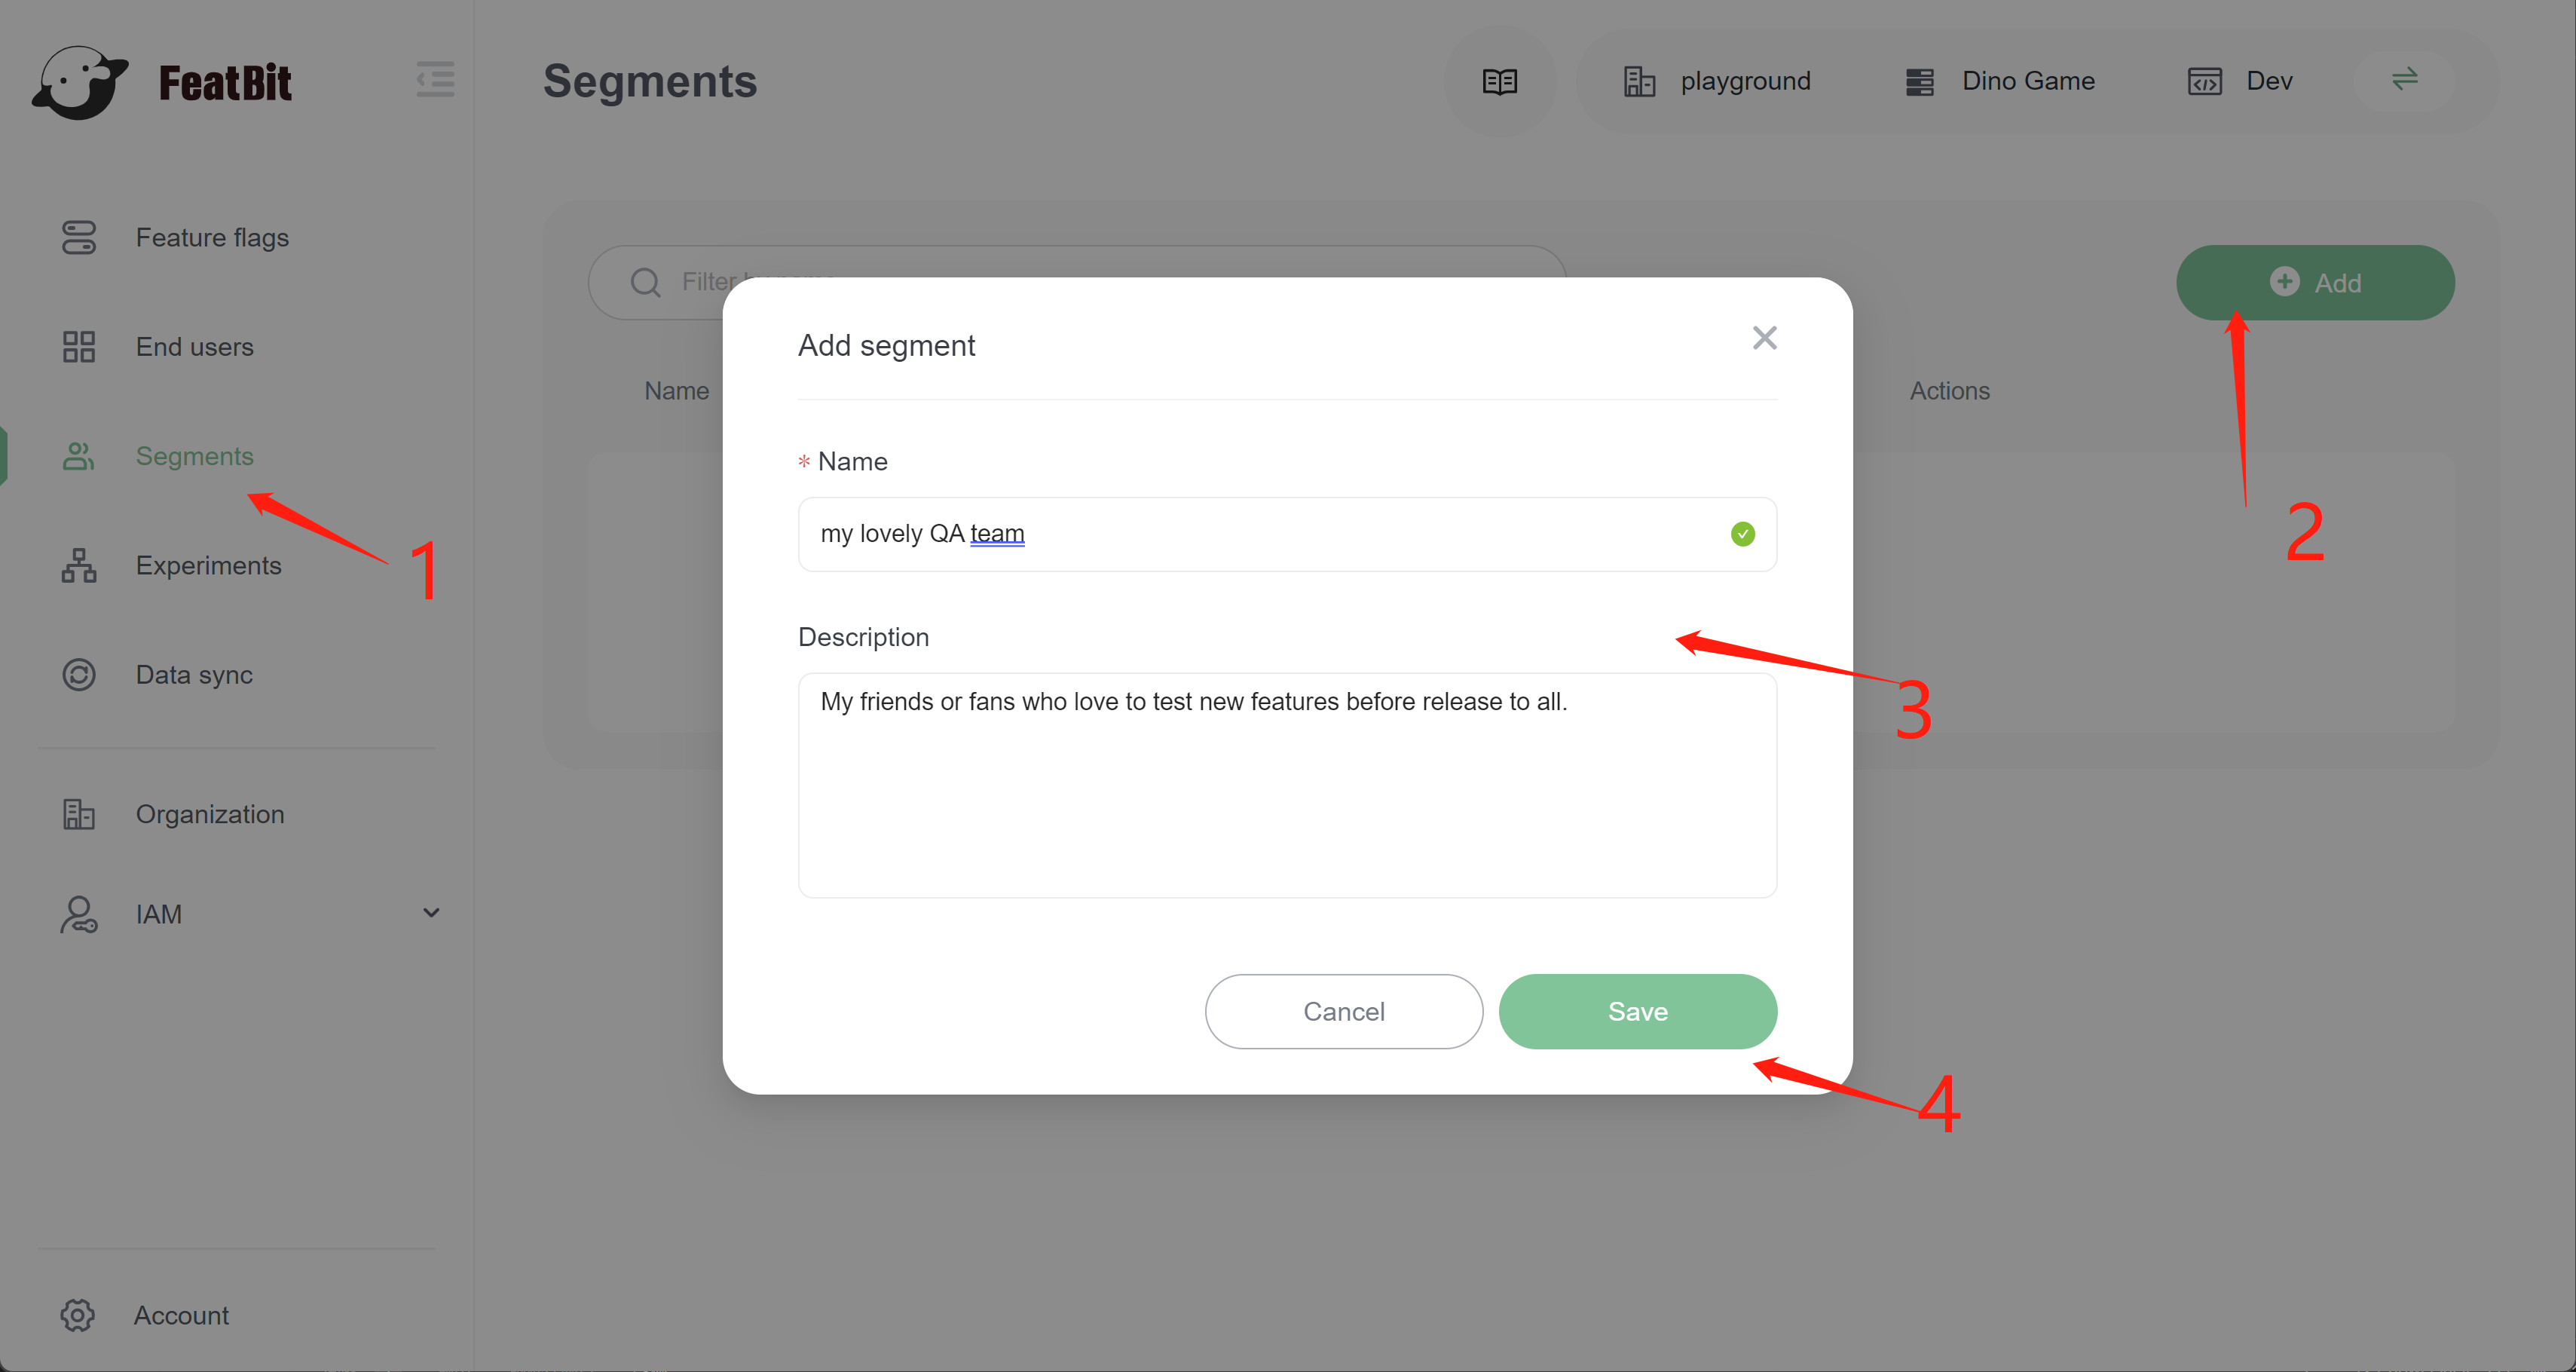 FeatBit
Segments
playground
Dino Game
Dev
Feature flags
End users
Segments
Experiments
Data sync
Organization
IAM
Account
Filter
Add
Name
Actions
Add segment
* Name
my lovely QA team
Description
My friends or fans who love to test new features before release to all.
Cancel
Save
1
2
3
4